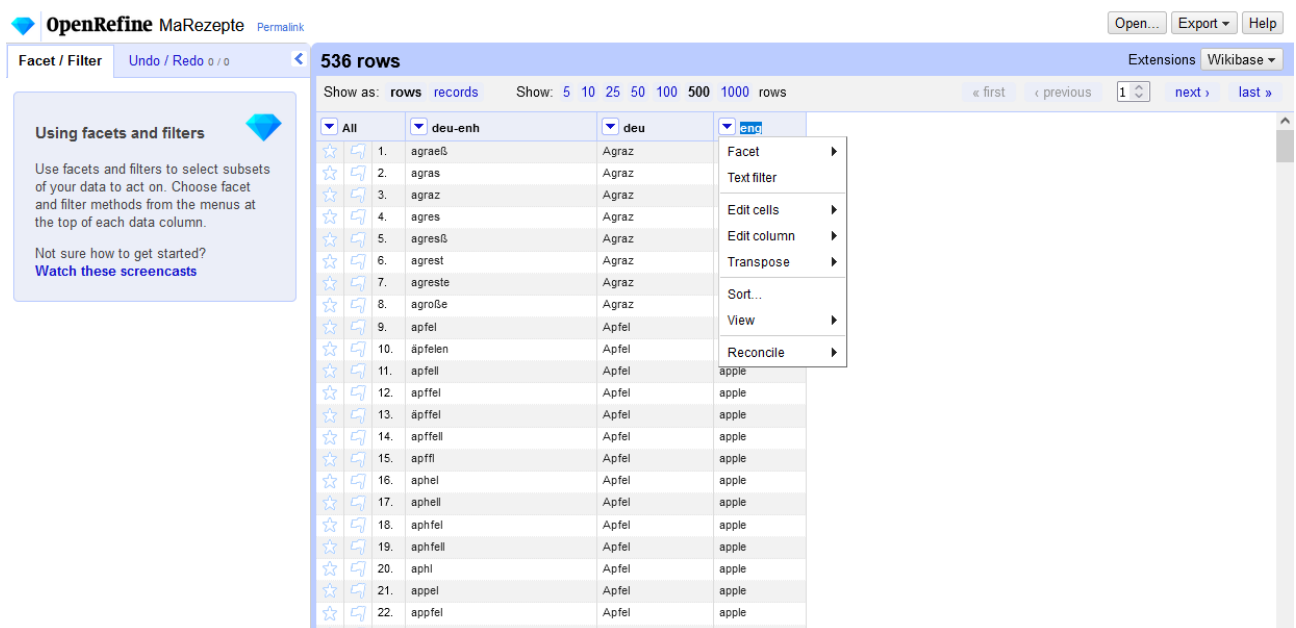 OpenRefine MaRezepte Permalink Open... Export Help
Facet / Filter Undo / Redo 0 / 0 536 rows Extensions Wikibase
Show as: rows records Show: 5 10 25 50 100 500 1000 rows « first ‹ previous 1 next › last »
Using facets and filters
Use facets and filters to select subsets
of your data to act on. Choose facet
and filter methods from the menus at
the top of each data column.
Not sure how to get started?
Watch these screencasts
All deu-enh deu eng
1. agraeß Agraz
2. agras Agraz
3. agraz Agraz
4. agres Agraz
5. agresß Agraz
6. agrest Agraz
7. agreste Agraz
8. agroße Agraz
9. apfel Apfel
10. äpfelen Apfel
11. apfell Apfel apple
12. apffel Apfel apple
13. äpffel Apfel apple
14. apffell Apfel apple
15. apffl Apfel apple
16. aphel Apfel apple
17. aphell Apfel apple
18. aphfel Apfel apple
19. aphfell Apfel apple
20. aphl Apfel apple
21. appel Apfel apple
22. appfel Apfel apple
Facet
Text filter
Edit cells
Edit column
Transpose
Sort...
View
Reconcile